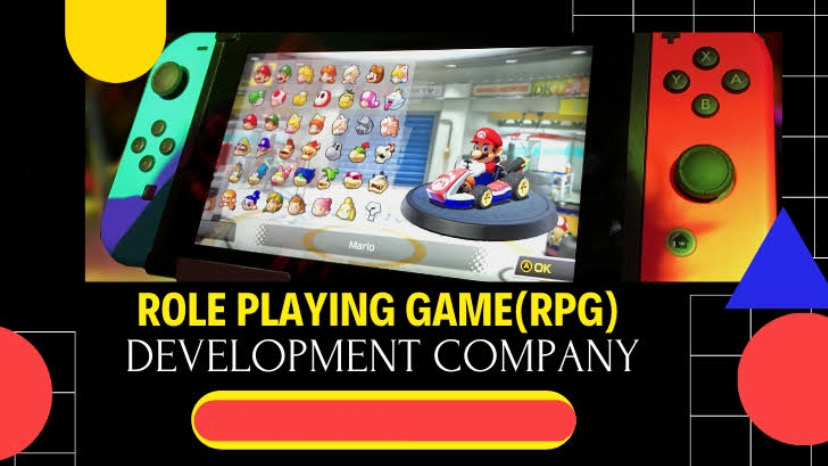 X
Y
A
B
Mario
A OK
ROLE PLAYING GAME(RPG)
DEVELOPMENT COMPANY